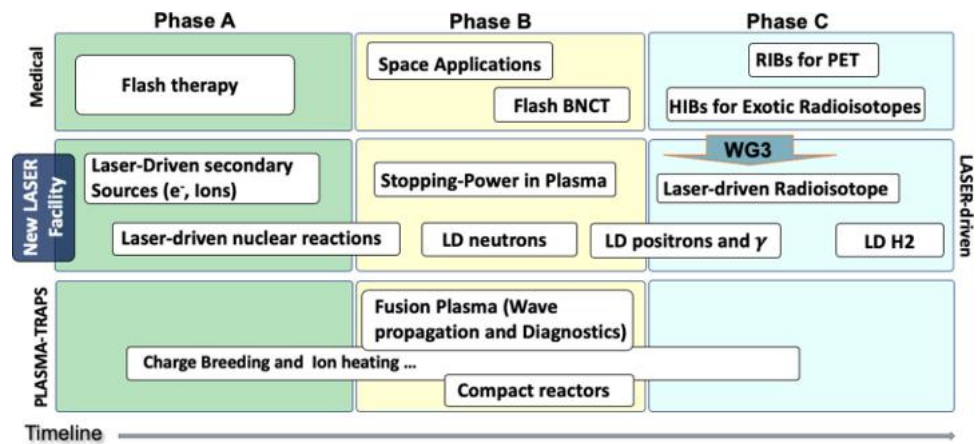 Phase A
Phase B
Phase C
Medical
Flash therapy
Space Applications
Flash BNCT
RIBs for PET
HIBs for Exotic Radioisotopes
New LASER
Facility
Laser-Driven secondary
Sources (e-, Ions)
Stopping-Power in Plasma
WG3
Laser-driven Radioisotope
Laser-driven nuclear reactions
LD neutrons
LD positrons and γ
LD H2
LASER-driven
PLASMA-TRAPS
Fusion Plasma (Wave
propagation and Diagnostics)
Charge Breeding and Ion heating ...
Compact reactors
Timeline